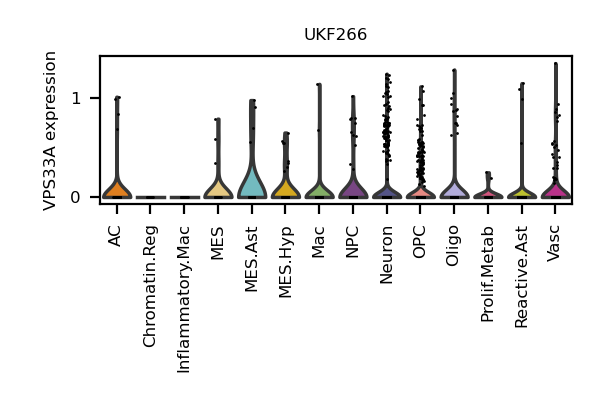 UKF266
VPS33A expression
1
0
AC
Chromatin.Reg
Inflammatory.Mac
MES
MES.Ast
MES.Hyp
Mac
NPC
Neuron
OPC
Oligo
Prolif.Metab
Reactive.Ast
Vasc